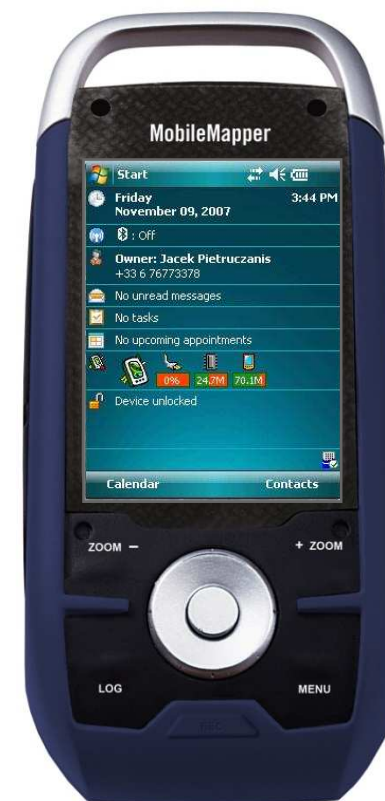 MobileMapper
Start
Friday 3:44 PM
November 09, 2007
: Off
Owner: Jacek Pietruczanis
+33 6 76773378
No unread messages
No tasks
No upcoming appointments
0% 24.7M 70.1M
Device unlocked
Calendar Contacts
ZOOM − + ZOOM
LOG MENU
REC